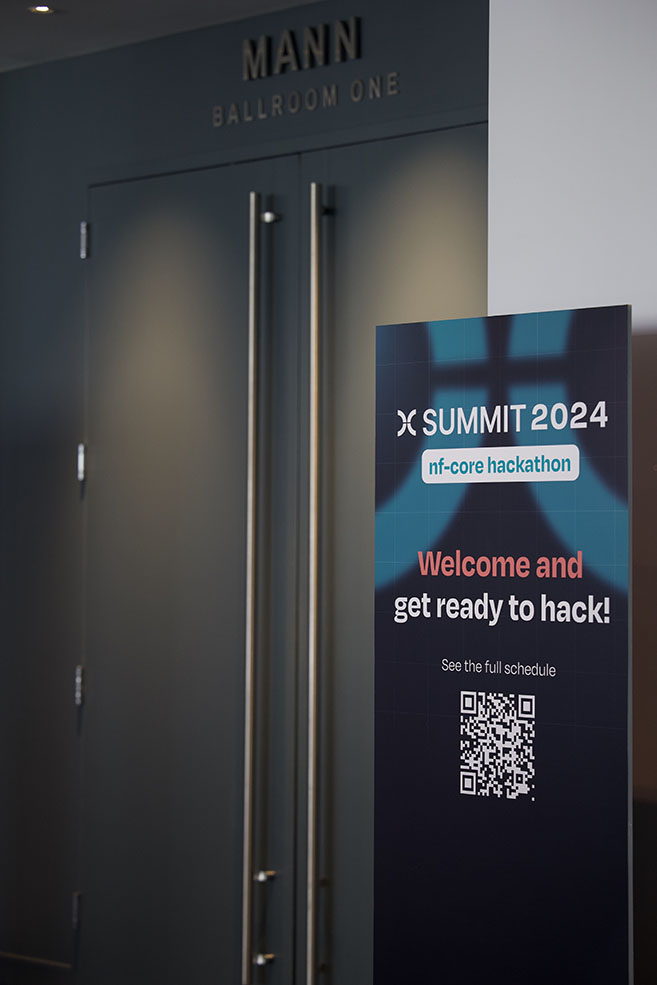 MANN
BALLROOM ONE
SUMMIT 2024
nf-core hackathon
Welcome and
get ready to hack!
See the full schedule